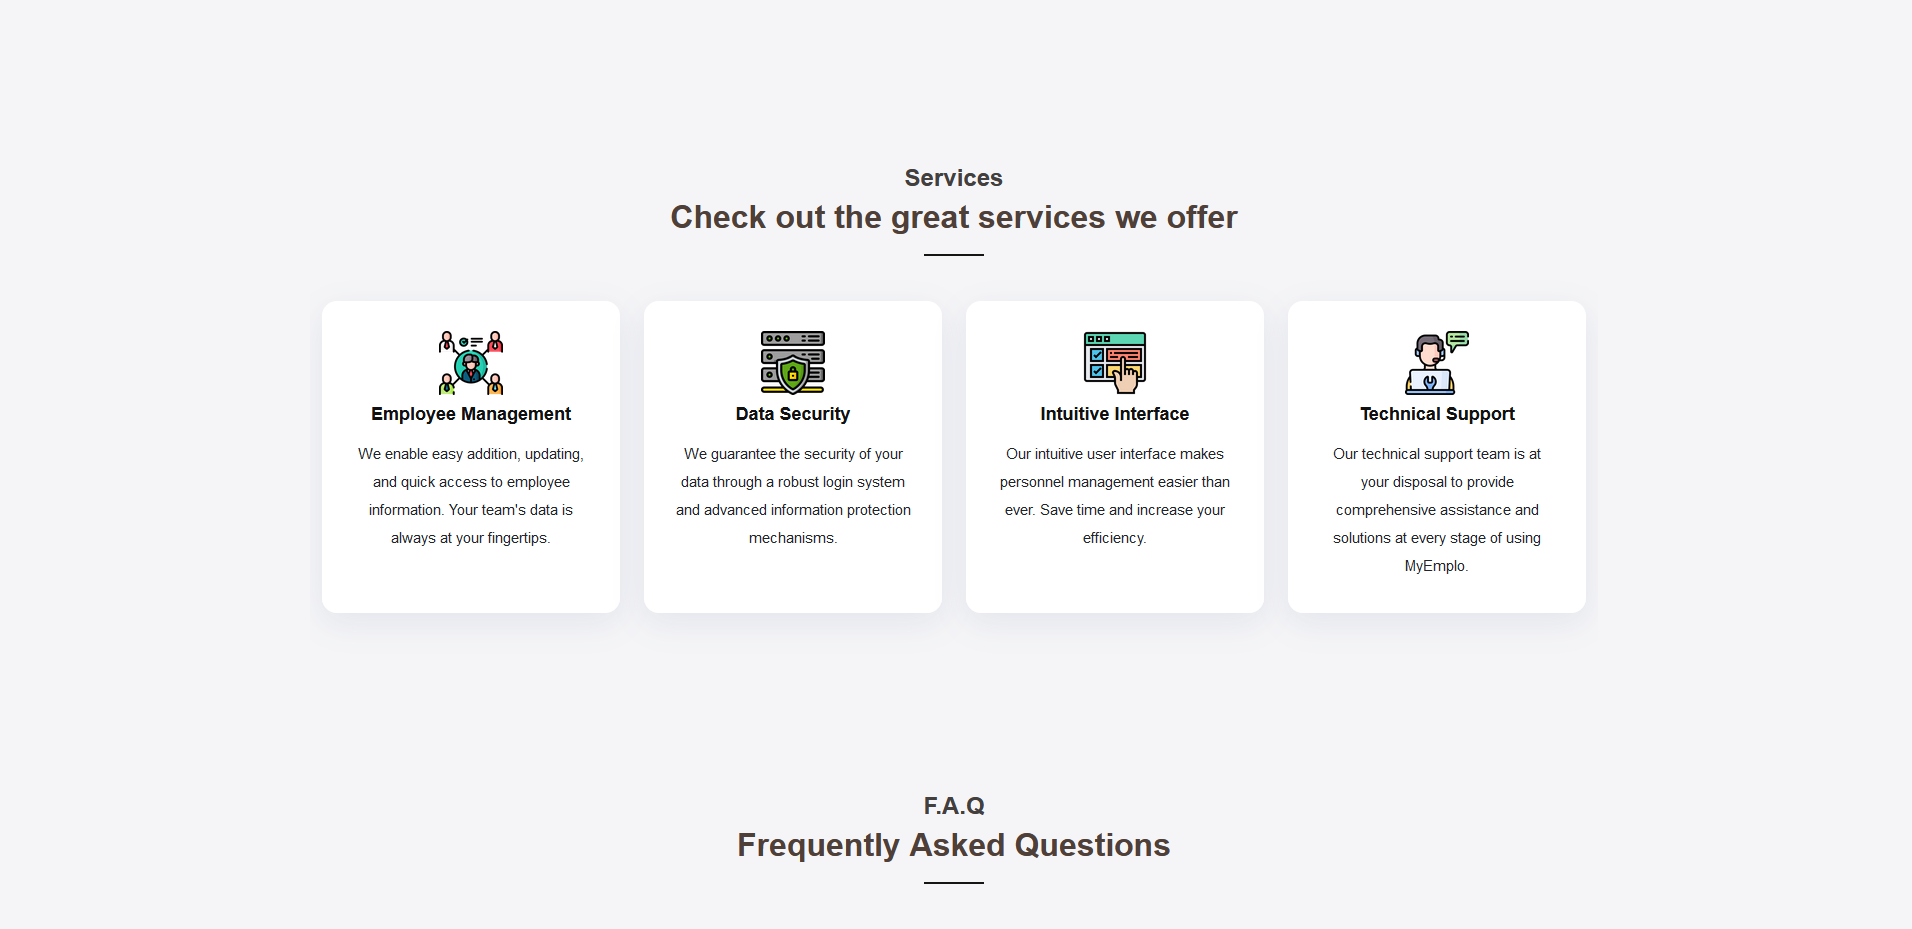 Services
Check out the great services we offer
Employee Management
We enable easy addition, updating,
and quick access to employee
information. Your team's data is
always at your fingertips.
Data Security
We guarantee the security of your
data through a robust login system
and advanced information protection
mechanisms.
Intuitive Interface
Our intuitive user interface makes
personnel management easier than
ever. Save time and increase your
efficiency.
Technical Support
Our technical support team is at
your disposal to provide
comprehensive assistance and
solutions at every stage of using
MyEmplo.
F.A.Q
Frequently Asked Questions